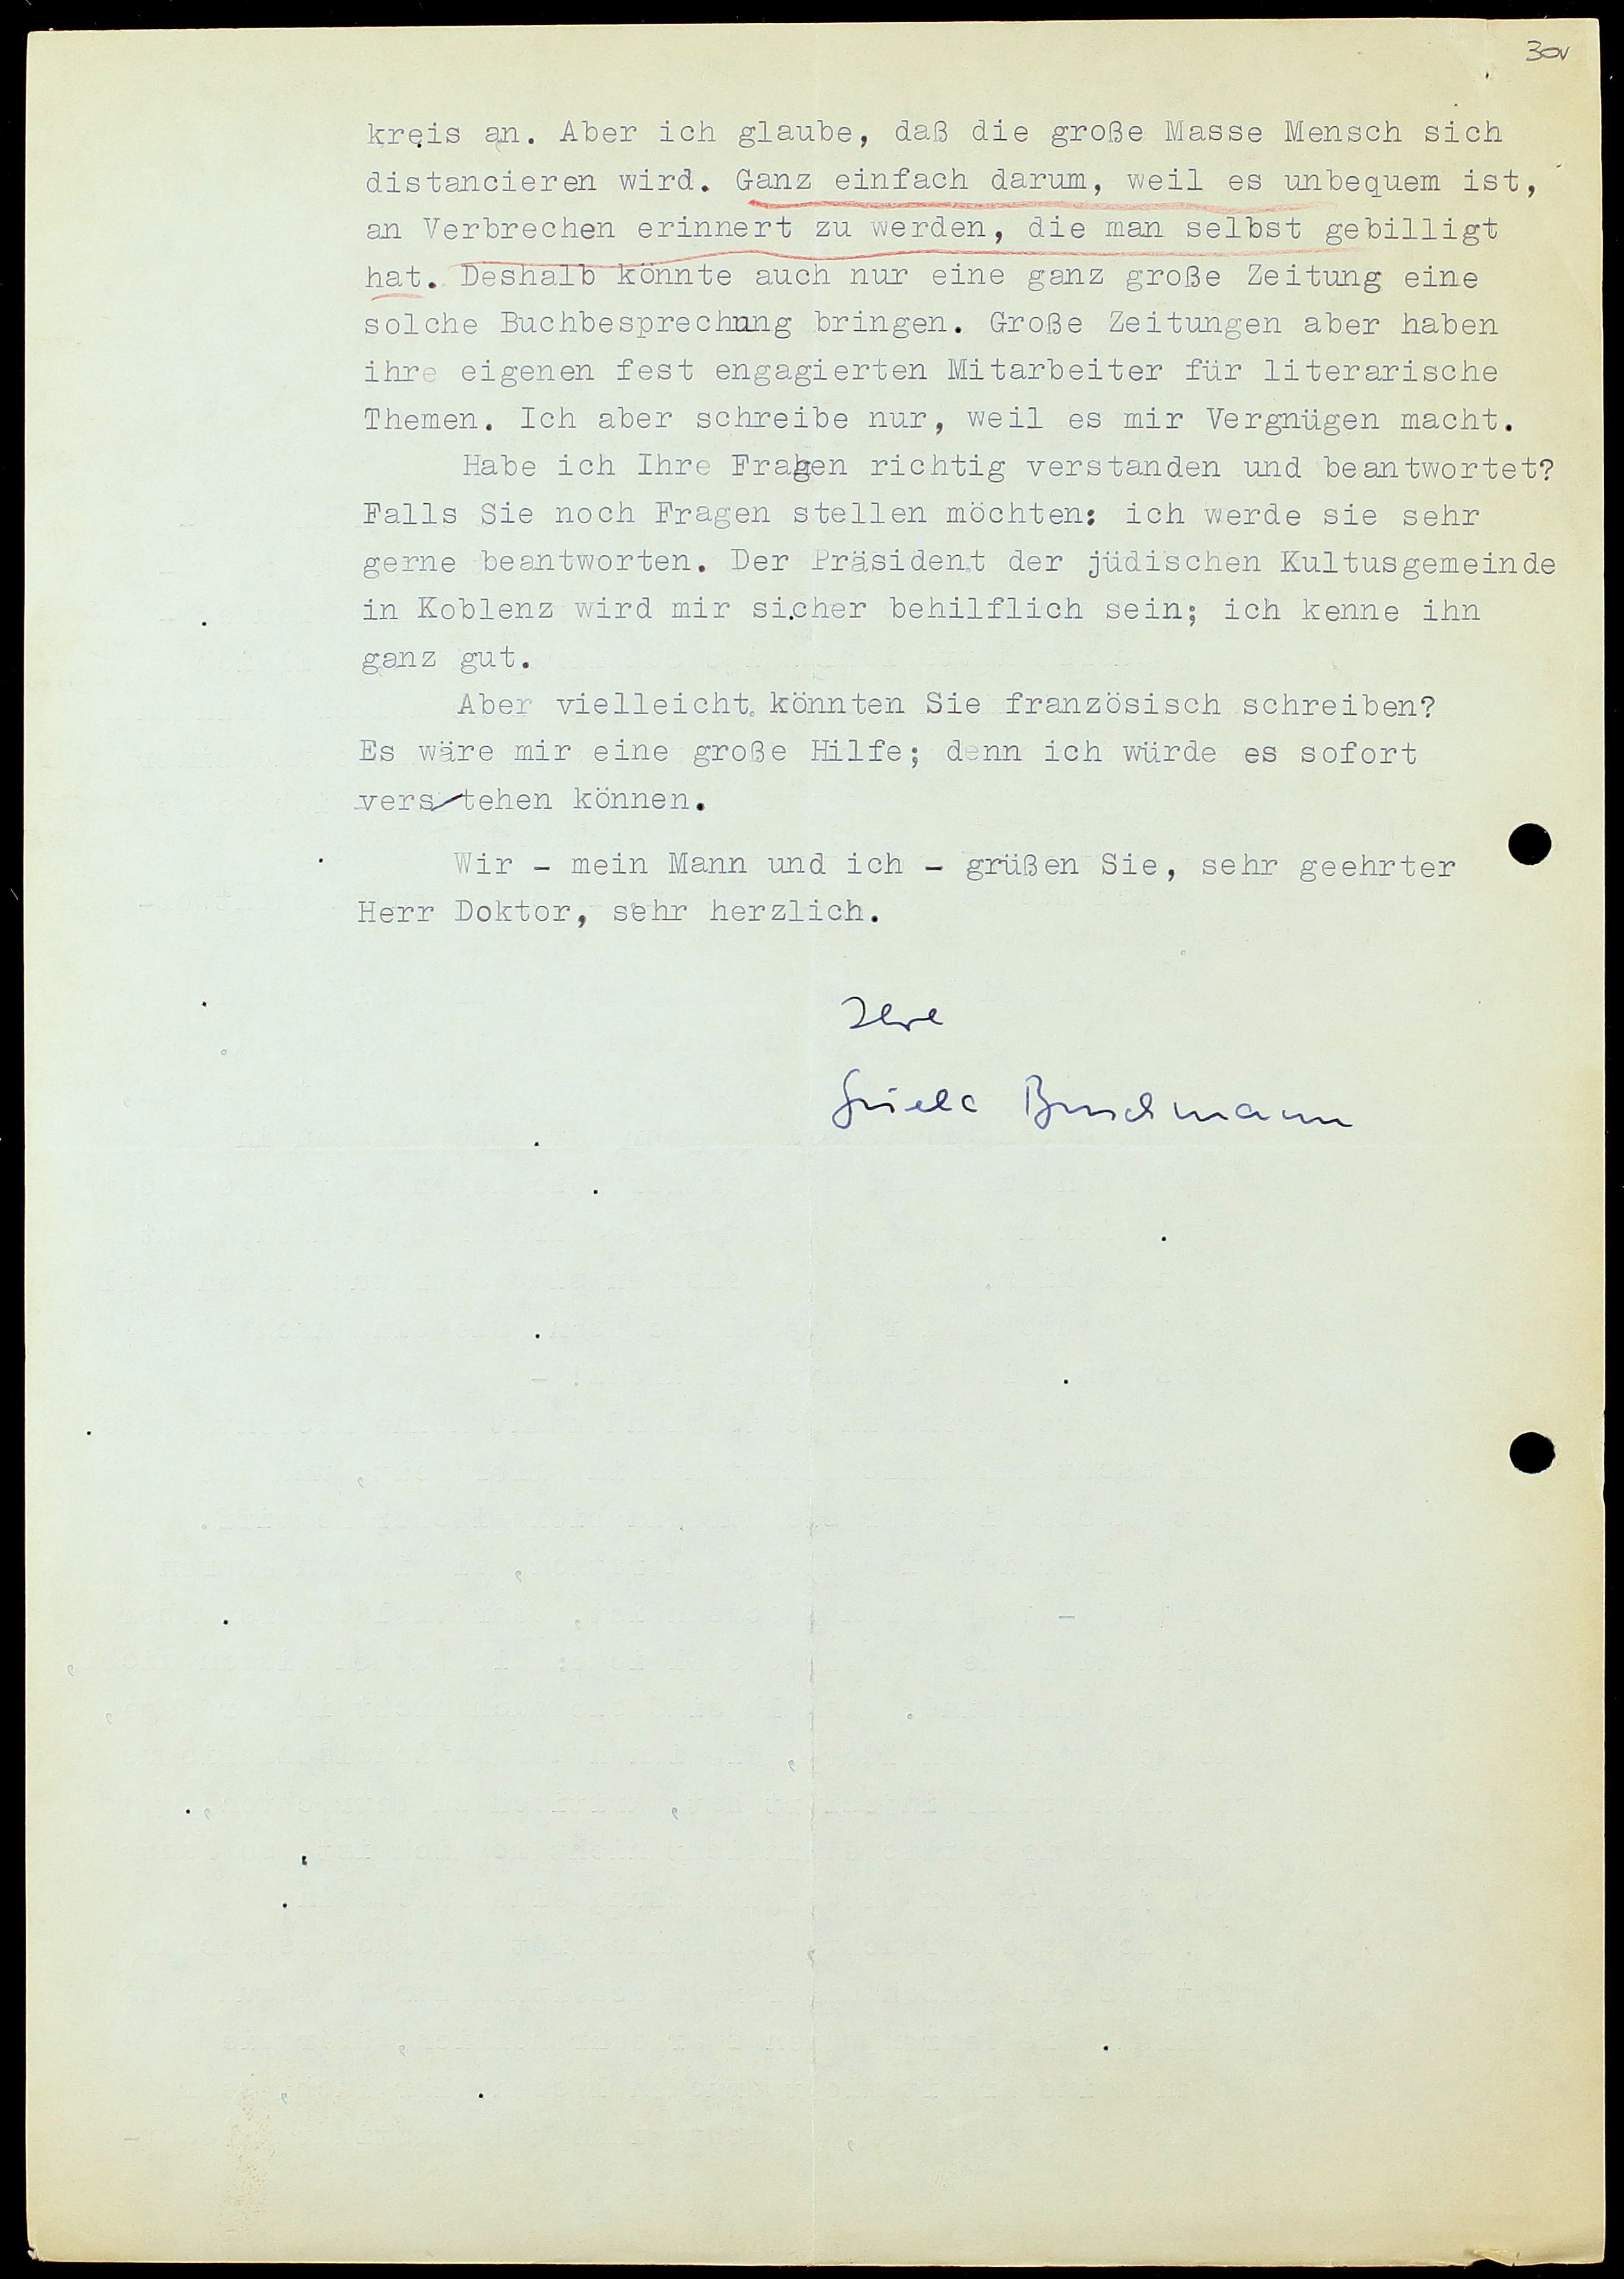 30v
kreis an. Aber ich glaube, daß die große Masse Mensch sich
distancieren wird. Ganz einfach darum, weil es unbequem ist,
an Verbrechen erinnert zu werden, die man selbst gebilligt
hat. Deshalb könnte auch nur eine ganz große Zeitung eine
solche Buchbesprechung bringen. Große Zeitungen aber haben
ihre eigenen fest engagierten Mitarbeiter für literarische
Themen. Ich aber schreibe nur, weil es mir Vergnügen macht.
Habe ich Ihre Fragen richtig verstanden und beantwortet?
Falls Sie noch Fragen stellen möchten: ich werde sie sehr
gerne beantworten. Der Präsident der jüdischen Kultusgemeinde
in Koblenz wird mir sicher behilflich sein; ich kenne ihn
ganz gut.
Aber vielleicht könnten Sie französisch schreiben?
Es wäre mir eine große Hilfe; denn ich würde es sofort
verstehen können.
Wir - mein Mann und ich - grüßen Sie, sehr geehrter
Herr Doktor, sehr herzlich.
Ihre
Gisela